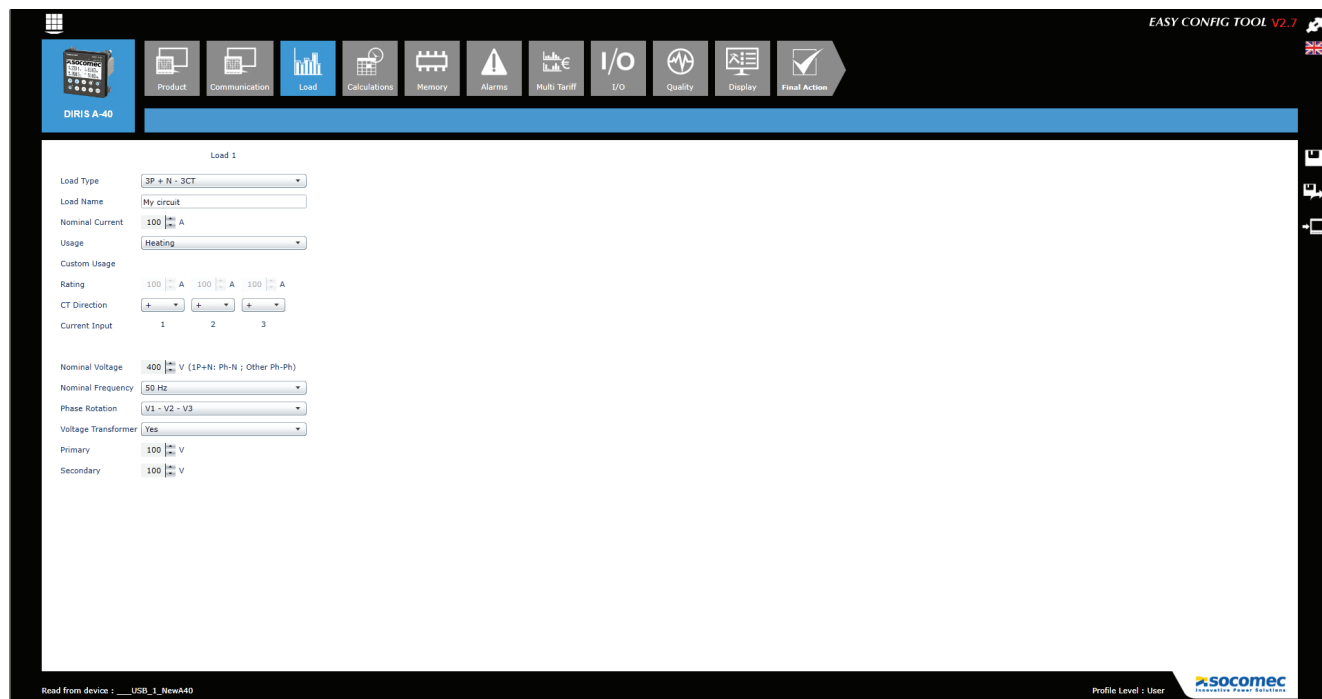 EASY CONFIG TOOL V2.7
socomec
Product
Communication
Load
Calculations
Memory
Alarms
€
Multi Tariff
I/O
I/O
Quality
Display
Final Action
DIRIS A-40
Load 1
Load Type 3P + N - 3CT
Load Name My circuit
Nominal Current 100 A
Usage Heating
Custom Usage
Rating 100 A 100 A 100 A
CT Direction + + +
Current Input 1 2 3
Nominal Voltage 400 V (1P+N: Ph-N ; Other Ph-Ph)
Nominal Frequency 50 Hz
Phase Rotation V1 - V2 - V3
Voltage Transformer Yes
Primary 100 V
Secondary 100 V
Read from device : ___USB_1_NewA40
Profile Level : User
socomec
Innovative Power Solutions